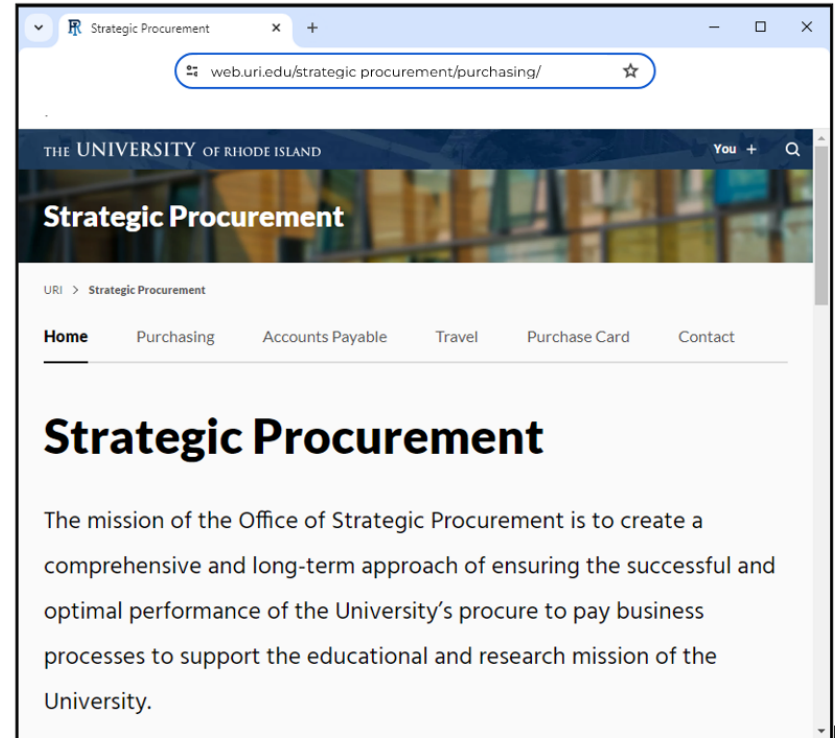 Strategic Procurement
web.uri.edu/strategic procurement/purchasing/
THE UNIVERSITY OF RHODE ISLAND
You +
Strategic Procurement
URI > Strategic Procurement
Home Purchasing Accounts Payable Travel Purchase Card Contact
Strategic Procurement
The mission of the Office of Strategic Procurement is to create a
comprehensive and long-term approach of ensuring the successful and
optimal performance of the University’s procure to pay business
processes to support the educational and research mission of the
University.